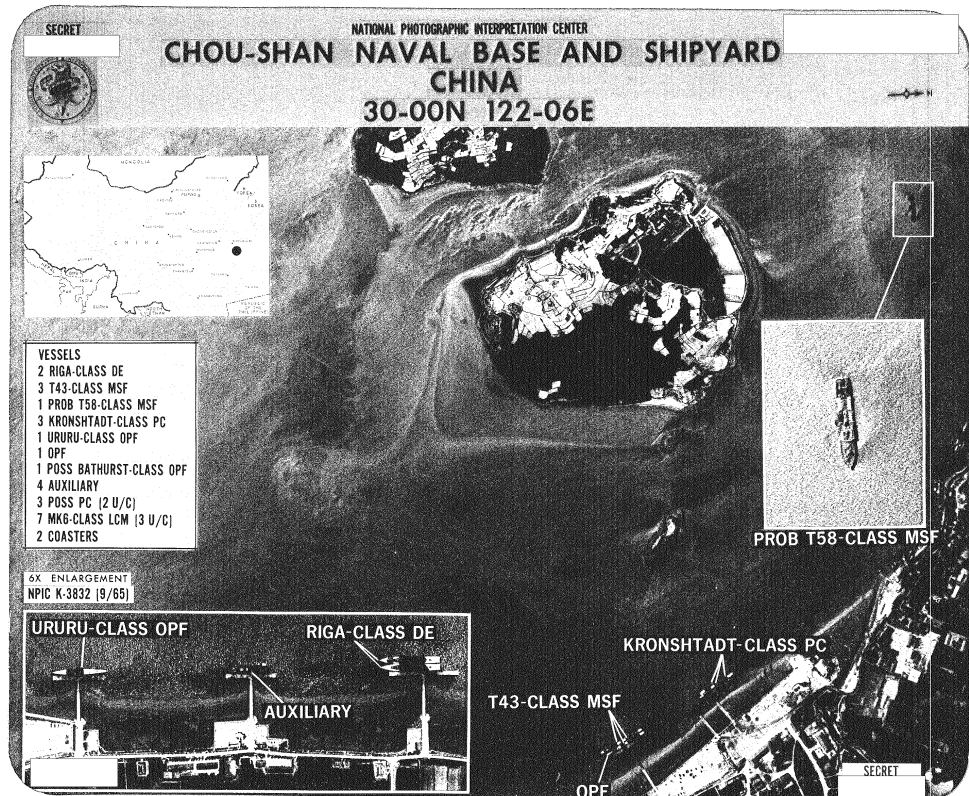 SECRET
NATIONAL PHOTOGRAPHIC INTERPRETATION CENTER
CHOU-SHAN NAVAL BASE AND SHIPYARD
CHINA
30-00N 122-06E
N
MONGOLIA
KOREA
CHINA
INDIA
BURMA
VESSELS
2 RIGA-CLASS DE
3 T43-CLASS MSF
1 PROB T58-CLASS MSF
3 KRONSHTADT-CLASS PC
1 URURU-CLASS OPF
1 OPF
1 POSS BATHURST-CLASS OPF
4 AUXILIARY
3 POSS PC (2 U/C)
7 MK6-CLASS LCM (3 U/C)
2 COASTERS
PROB T58-CLASS MSF
6X ENLARGEMENT
NPIC K-3832 (9/65)
URURU-CLASS OPF
RIGA-CLASS DE
AUXILIARY
KRONSHTADT-CLASS PC
T43-CLASS MSF
OPF
SECRET